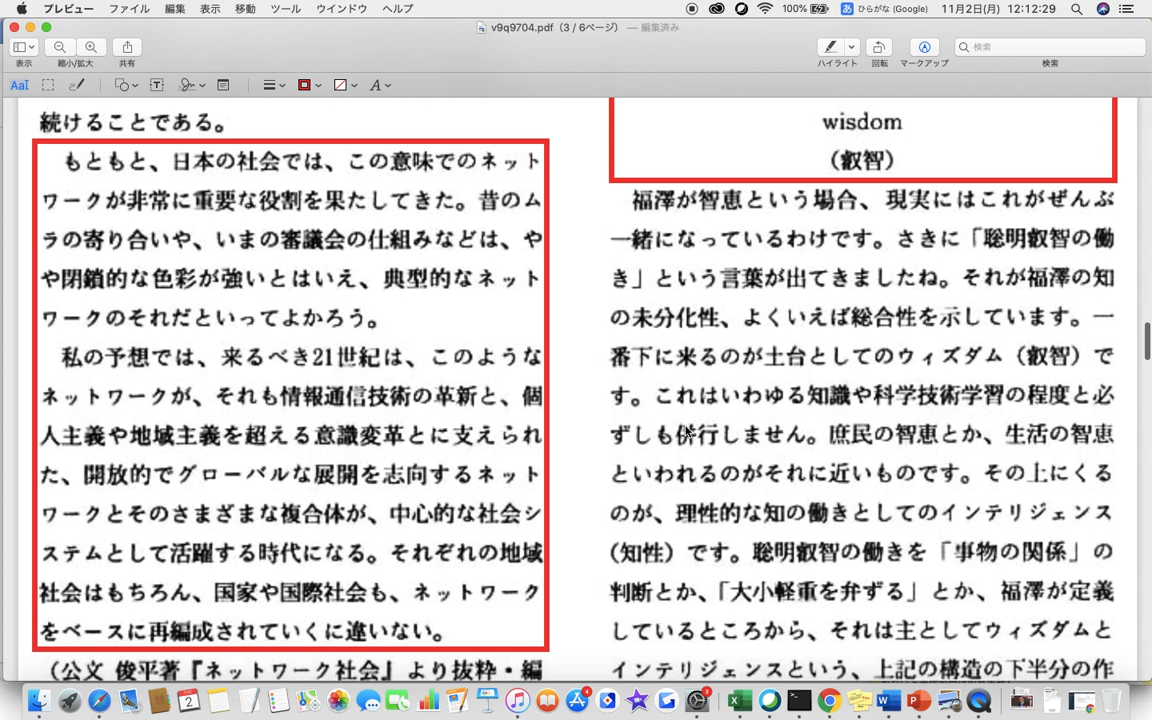 プレビュー ファイル 編集 表示 移動 ツール ウインドウ ヘルプ 100% あ ひらがな (Google) 11月2日(月) 12:12:29
v9q9704.pdf（3 / 6ページ） — 編集済み
検索
表示 縮小/拡大 共有 ハイライト 回転 マークアップ 検索
AaI T A
続けることである。
もともと、日本の社会では、この意味でのネット
ワークが非常に重要な役割を果たしてきた。昔のム
ラの寄り合いや、いまの審議会の仕組みなどは、や
や閉鎖的な色彩が強いとはいえ、典型的なネット
ワークのそれだといってよかろう。
私の予想では、来るべき21世紀は、このような
ネットワークが、それも情報通信技術の革新と、個
人主義や地域主義を超える意識変革とに支えられ
た、開放的でグローバルな展開を志向するネット
ワークとそのさまざまな複合体が、中心的な社会シ
ステムとして活躍する時代になる。それぞれの地域
社会はもちろん、国家や国際社会も、ネットワーク
をベースに再編成されていくに違いない。
（公文 俊平著『ネットワーク社会』より抜粋・編
wisdom
（叡智）
福澤が智恵という場合、現実にはこれがぜんぶ
一緒になっているわけです。さきに「聡明叡智の働
き」という言葉が出てきましたね。それが福澤の知
の未分化性、よくいえば総合性を示しています。一
番下に来るのが土台としてのウィズダム（叡智）で
す。これはいわゆる知識や科学技術学習の程度と必
ずしも併行しません。庶民の智恵とか、生活の智恵
といわれるのがそれに近いものです。その上にくる
のが、理性的な知の働きとしてのインテリジェンス
（知性）です。聡明叡智の働きを「事物の関係」の
判断とか、「大小軽重を弁ずる」とか、福澤が定義
しているところから、それは主としてウィズダムと
インテリジェンスという、上記の構造の下半分の作